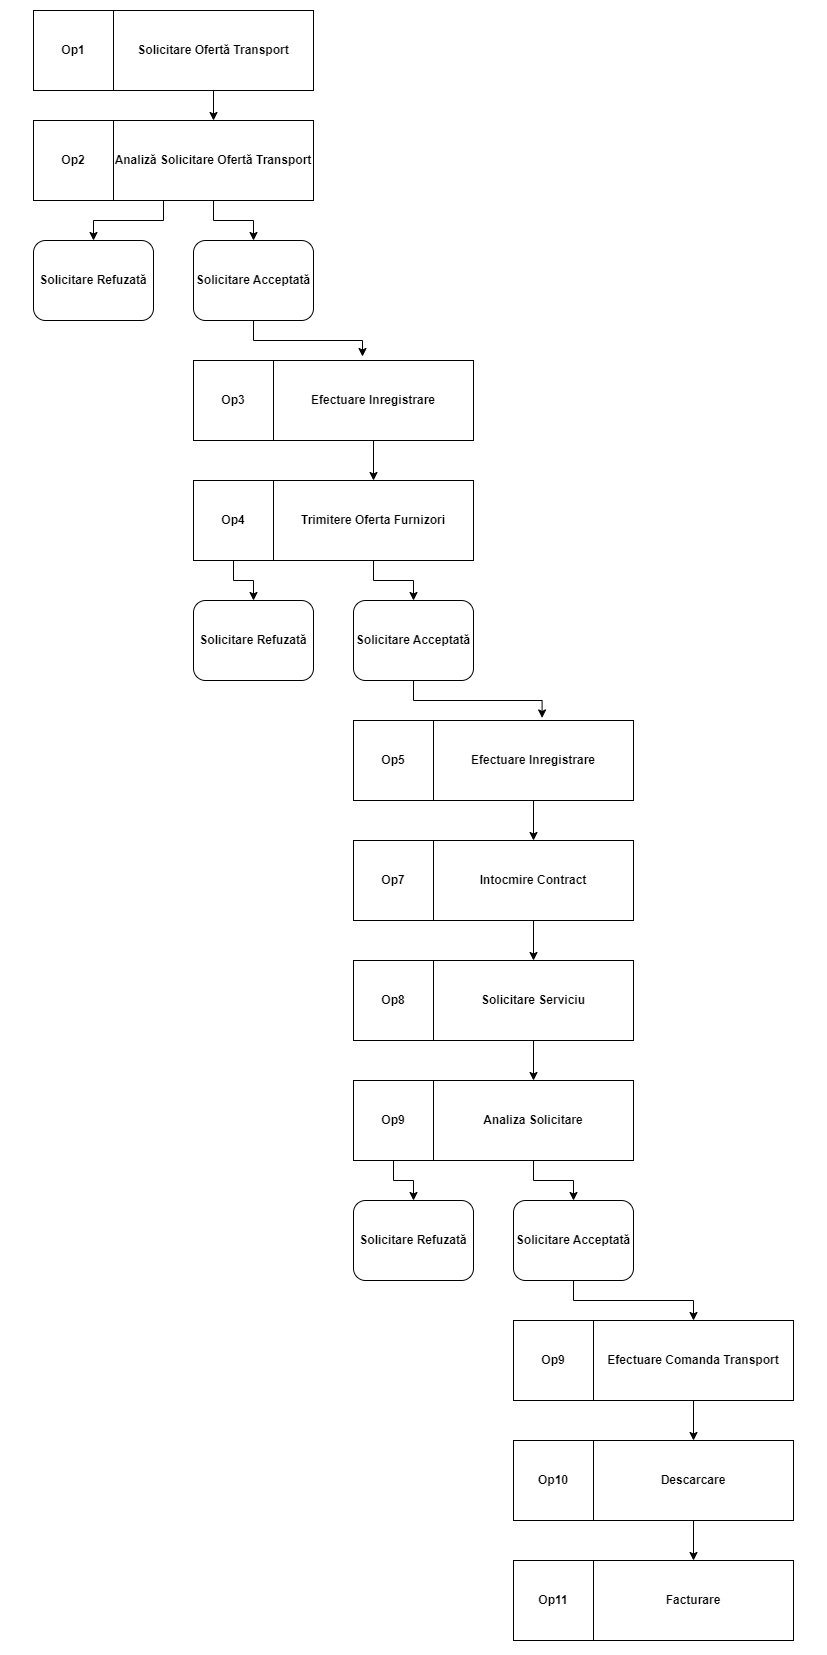 Op1
Solicitare Ofertă Transport
Op2
Analiză Solicitare Ofertă Transport
Solicitare Refuzată
Solicitare Acceptată
Op3
Efectuare Inregistrare
Op4
Trimitere Oferta Furnizori
Solicitare Refuzată
Solicitare Acceptată
Op5
Efectuare Inregistrare
Op7
Intocmire Contract
Op8
Solicitare Serviciu
Op9
Analiza Solicitare
Solicitare Refuzată
Solicitare Acceptată
Op9
Efectuare Comanda Transport
Op10
Descarcare
Op11
Facturare